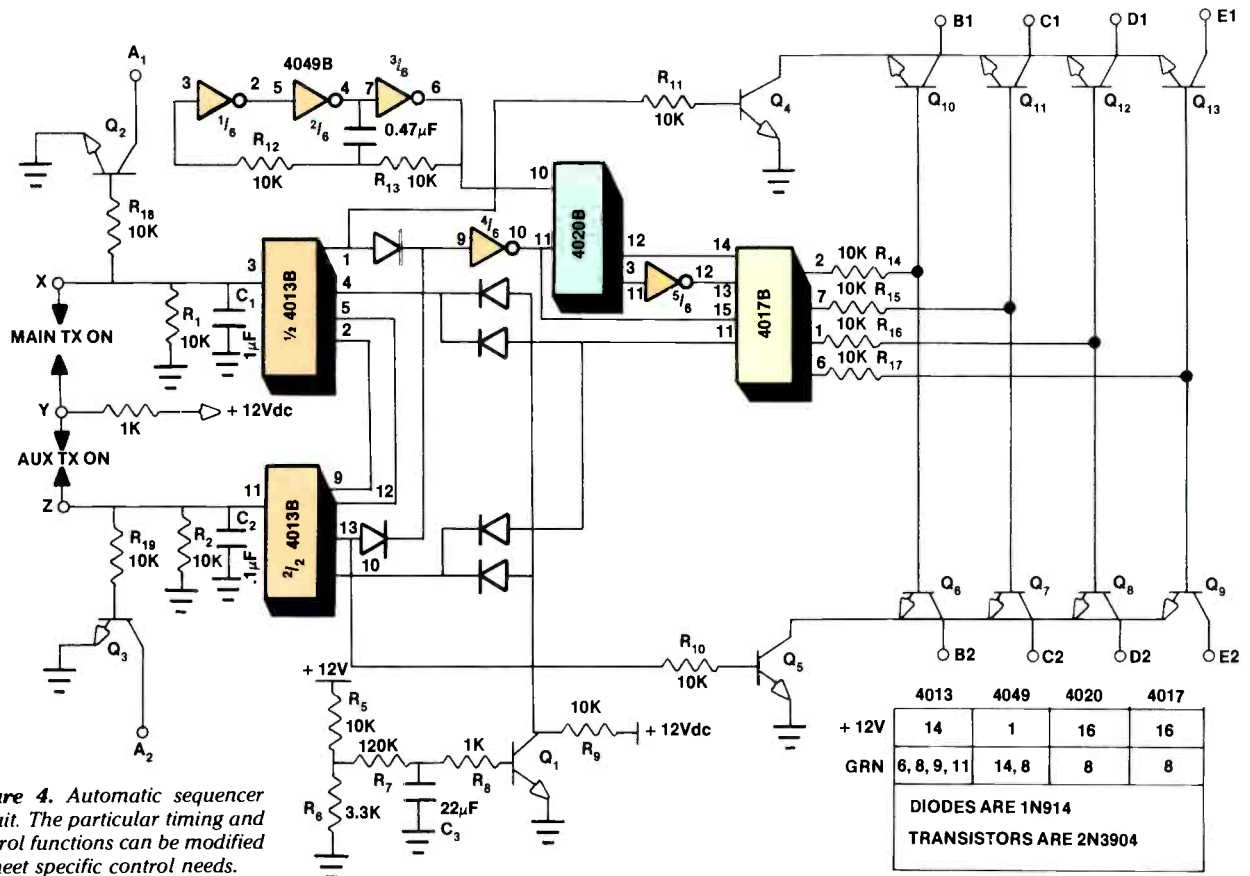 A1
Q2
R18
10K
3
2
5
4049B
4
7
3/6
6
1/6
2/6
0.47µF
R12
10K
R13 10K
R11
10K
Q4
B1
C1
D1
E1
Q10
Q11
Q12
Q13
X
MAIN TX ON
Y
1K
+ 12Vdc
AUX TX ON
Z
R1
10K
C1
1µF
3
½ 4013B
1
4
5
2
9
4/6
10
10
11
4020B
12
3
11
5/6
12
14
13
15
11
4017B
2
10K R14
7
10K R15
1
10K R16
6
10K R17
11
R19
10K
R2
10K
C2
.1µF
2/2 4013B
9
12
13
10
Q3
A2
+ 12V
R5
10K
120K
R7
1K
R8
R6
3.3K
22µF
C3
Q1
10K
R9
+ 12Vdc
R10
10K
Q5
Q6
Q7
Q8
Q9
B2
C2
D2
E2
4013 4049 4020 4017
+ 12V 14 1 16 16
GRN 6, 8, 9, 11 14, 8 8 8
DIODES ARE 1N914
TRANSISTORS ARE 2N3904
ure 4. Automatic sequencer
uit. The particular timing and
rol functions can be modified
neet specific control needs.